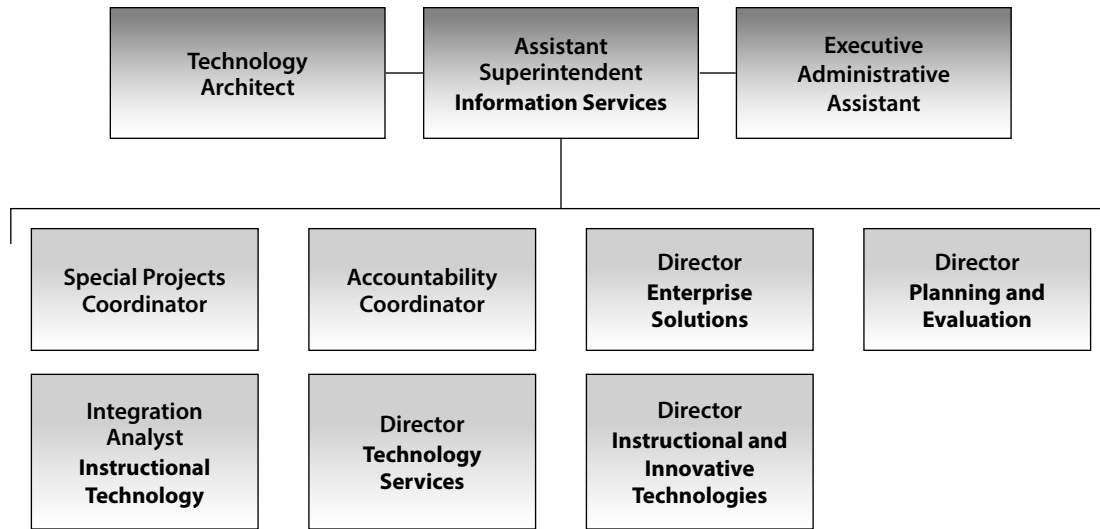 Technology
Architect
Assistant
Superintendent
Information Services
Executive
Administrative
Assistant
Special Projects
Coordinator
Accountability
Coordinator
Director
Enterprise
Solutions
Director
Planning and
Evaluation
Integration
Analyst
Instructional
Technology
Director
Technology
Services
Director
Instructional and
Innovative
Technologies